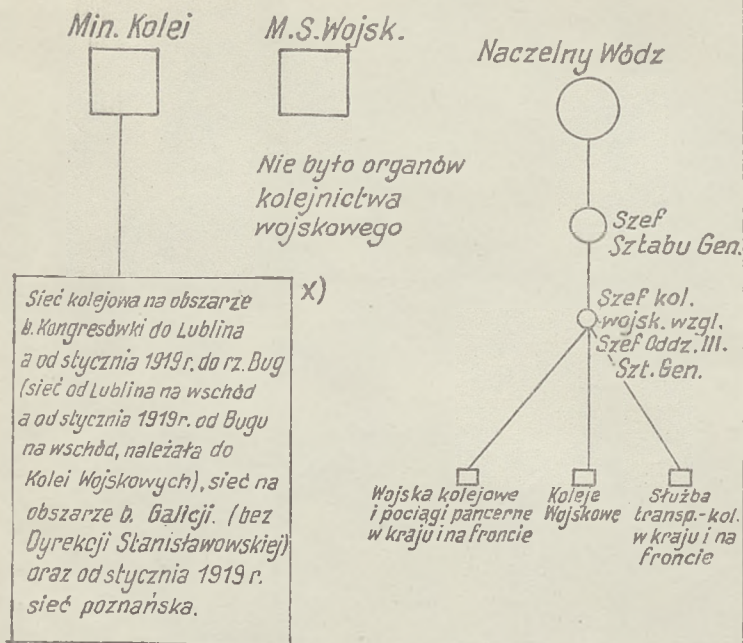 Min. Kolei
M.S.Wojsk.
Naczelny Wódz
Nie było organów
kolejnictwa
wojskowego
Szef
Sztabu Gen.
Szef kol.
wojsk. wzgl.
Szef Oddz. III.
Szt. Gen.
x)
Sieć kolejowa na obszarze
b. Kongresówki do Lublina
a od stycznia 1919 r. do rz. Bug
(sieć od Lublina na wschód
a od stycznia 1919 r. od Bugu
na wschód, należała do
Kolei Wojskowych), sieć na
obszarze b. Galicji. (bez
Dyrekcji Stanisławowskiej)
oraz od stycznia 1919 r.
sieć poznańska.
Wojska kolejowe
i pociągi pancerne
w kraju i na froncie
Koleje
Wojskowe
Służba
transp.-kol.
w kraju i na
froncie